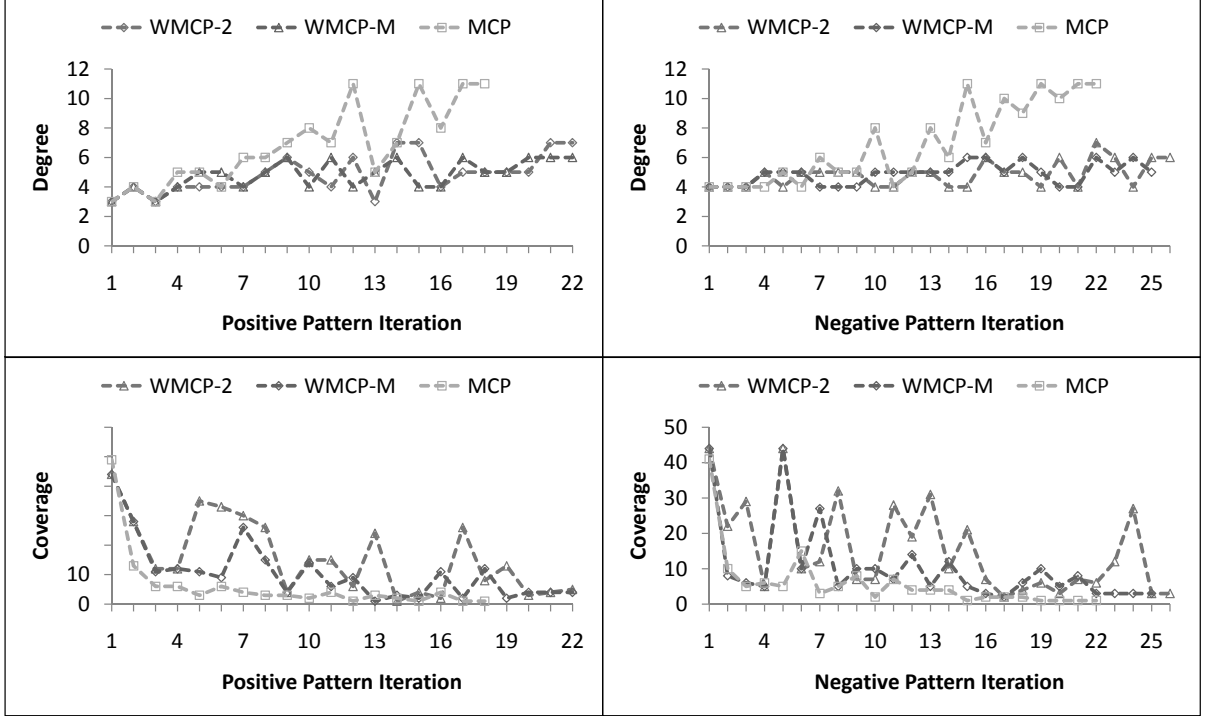 WMCP-2 WMCP-M MCP
12
10
8
6
4
2
0
Degree
1 4 7 10 13 16 19 22
Positive Pattern Iteration
WMCP-2 WMCP-M MCP
12
10
8
6
4
2
0
Degree
1 4 7 10 13 16 19 22 25
Negative Pattern Iteration
WMCP-2 WMCP-M MCP
10
0
Coverage
1 4 7 10 13 16 19 22
Positive Pattern Iteration
WMCP-2 WMCP-M MCP
50
40
30
20
10
0
Coverage
1 4 7 10 13 16 19 22 25
Negative Pattern Iteration